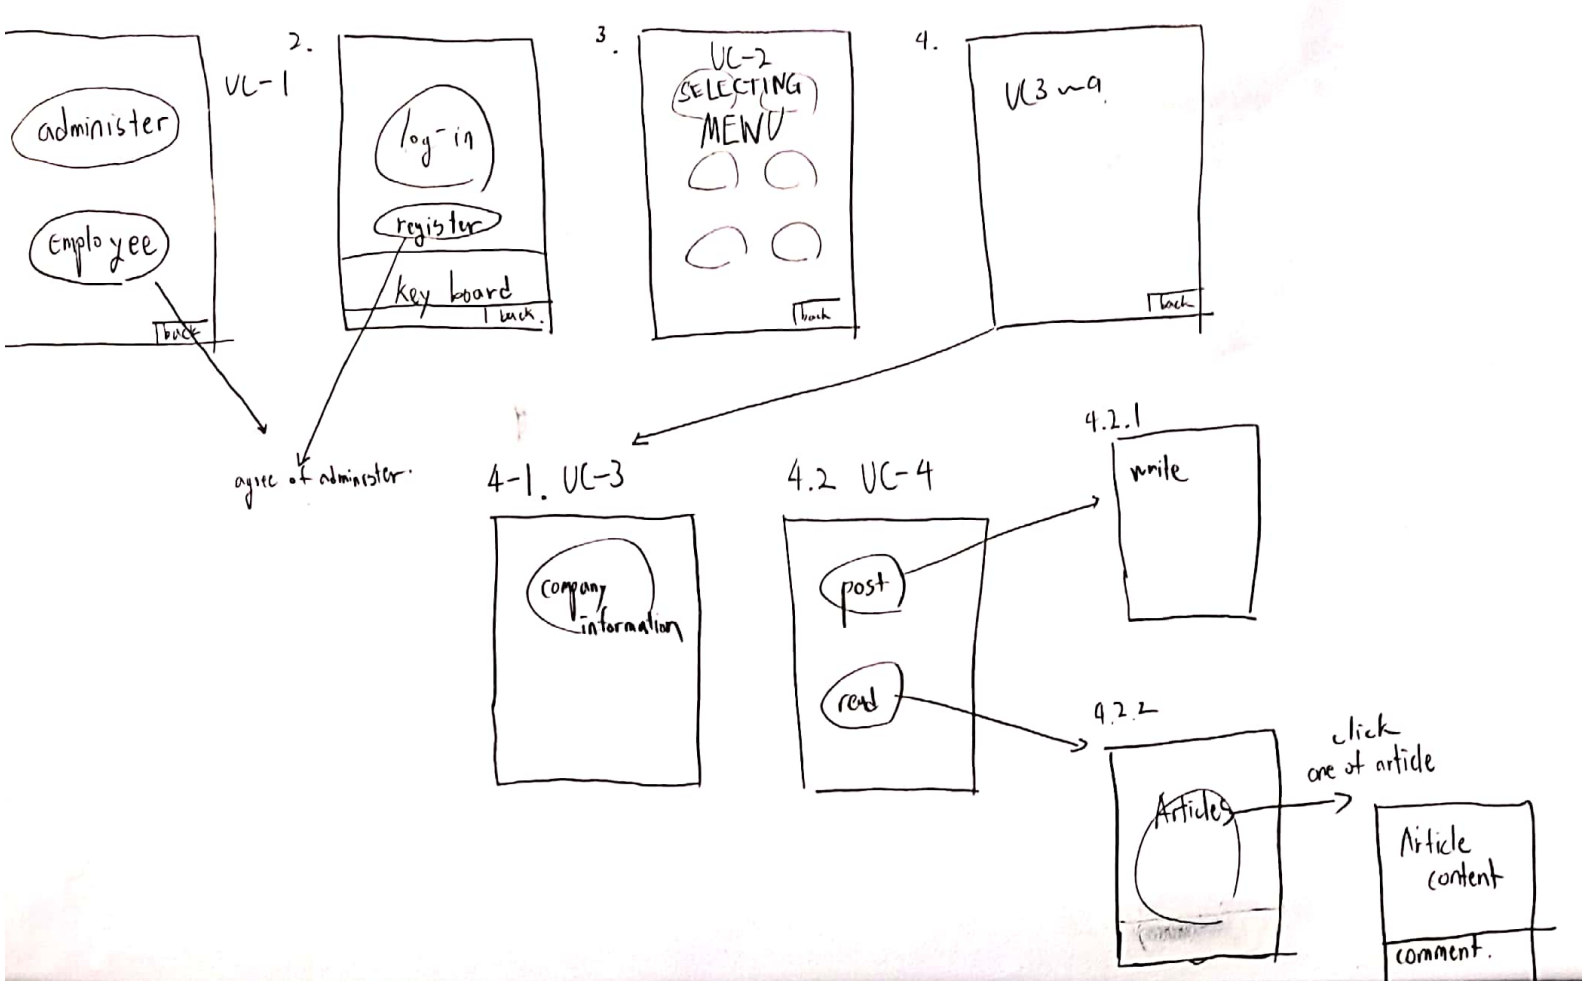 administer
Employee
back
UC-1
2.
log-in
register
key board
back.
3.
UC-2
SELECTING
MENU
back
4.
UC3~9.
back
agree of administer.
4-1. UC-3
company
information
4.2 UC-4
post
read
4.2.1
write
4.2.2
Articles
click
one of article
Article
content
comment.